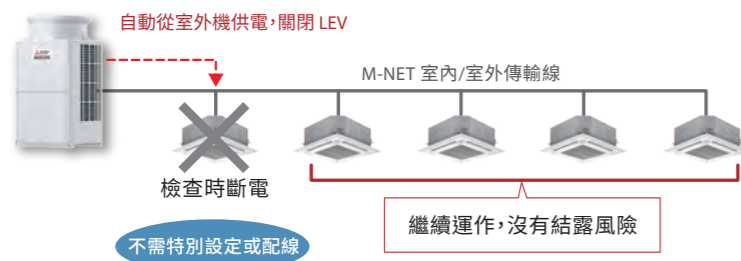 自動從室外機供電，關閉 LEV
M-NET 室內/室外傳輸線
檢查時斷電
繼續運作，沒有結露風險
不需特別設定或配線